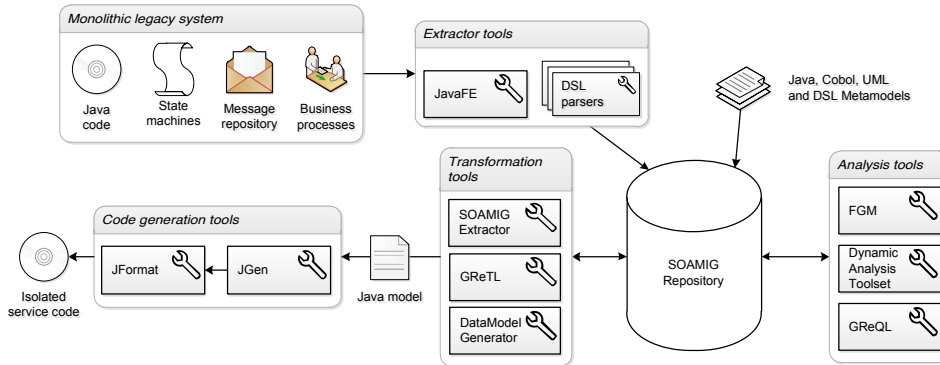 Monolithic legacy system
Java
code
State
machines
Message
repository
Business
processes
Extractor tools
JavaFE
DSL
parsers
Java, Cobol, UML
and DSL Metamodels
Transformation
tools
SOAMIG
Extractor
GReTL
DataModel
Generator
SOAMIG
Repository
Analysis tools
FGM
Dynamic
Analysis
Toolset
GReQL
Code generation tools
JFormat
JGen
Java model
Isolated
service code